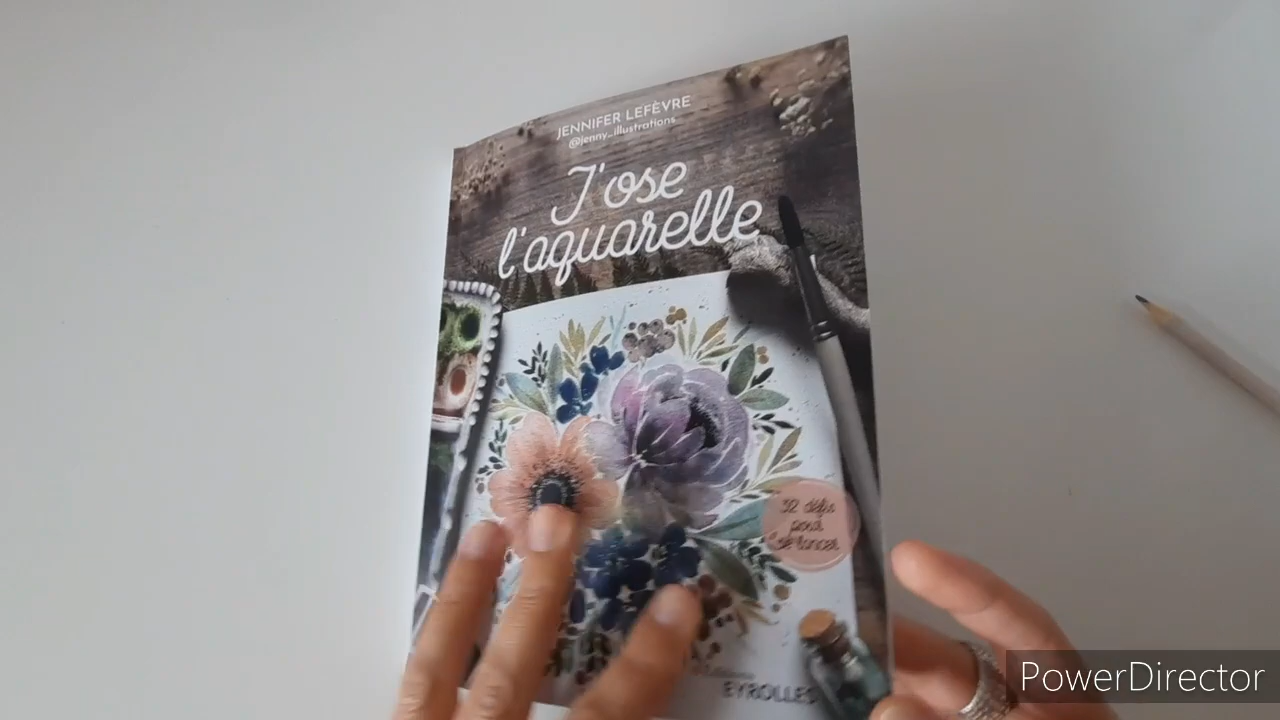 JENNIFER LEFÈVRE
@jenny_illustrations
J'ose
l'aquarelle
32 défis
pour
se lancer
EYROLLES
PowerDirector